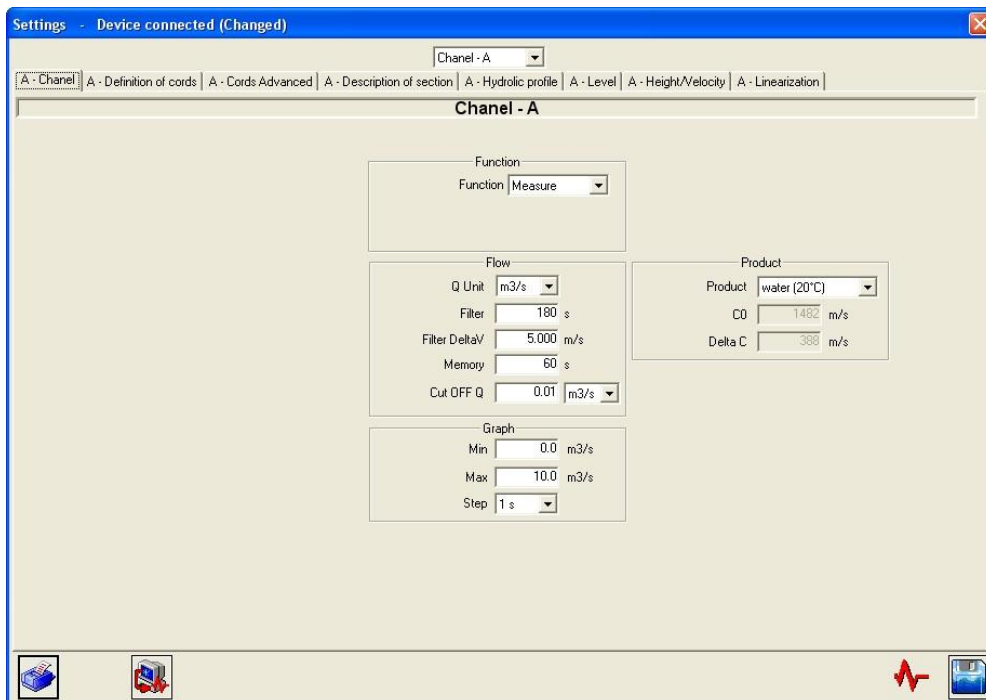 Settings - Device connected (Changed)
Chanel - A
A - Chanel A - Definition of cords A - Cords Advanced A - Description of section A - Hydrolic profile A - Level A - Height/Velocity A - Linearization
Chanel - A
Function
Function Measure
Flow
Q Unit m3/s
Filter 180 s
Filter DeltaV 5.000 m/s
Memory 60 s
Cut OFF Q 0.01 m3/s
Product
Product water (20°C)
C0 1482 m/s
Delta C 388 m/s
Graph
Min 0.0 m3/s
Max 10.0 m3/s
Step 1 s